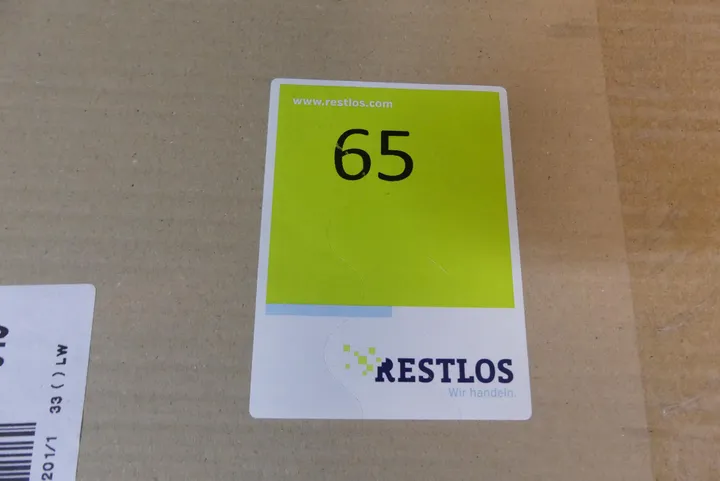 www.restlos.com
65
RESTLOS
Wir handeln.
33 ( ) LW
201/1